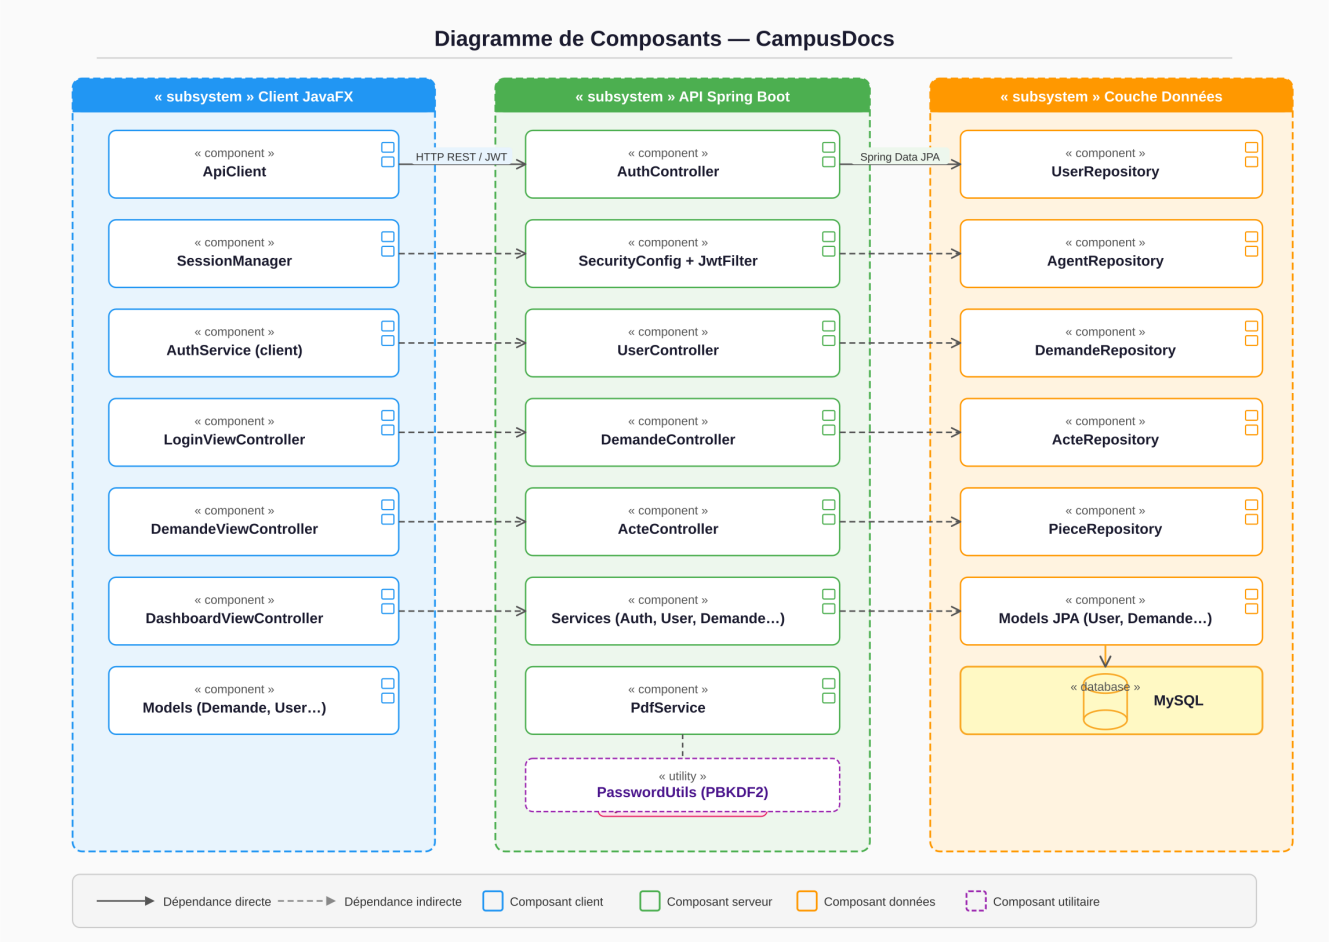 Diagramme de Composants — CampusDocs
« subsystem » Client JavaFX
« component »
ApiClient
« component »
SessionManager
« component »
AuthService (client)
« component »
LoginViewController
« component »
DemandeViewController
« component »
DashboardViewController
« component »
Models (Demande, User...)
HTTP REST / JWT
« subsystem » API Spring Boot
« component »
AuthController
« component »
SecurityConfig + JwtFilter
« component »
UserController
« component »
DemandeController
« component »
ActeController
« component »
Services (Auth, User, Demande...)
« component »
PdfService
« utility »
PasswordUtils (PBKDF2)
Spring Data JPA
« subsystem » Couche Données
« component »
UserRepository
« component »
AgentRepository
« component »
DemandeRepository
« component »
ActeRepository
« component »
PieceRepository
« component »
Models JPA (User, Demande...)
« database »
MySQL
Dépendance directe
Dépendance indirecte
Composant client
Composant serveur
Composant données
Composant utilitaire